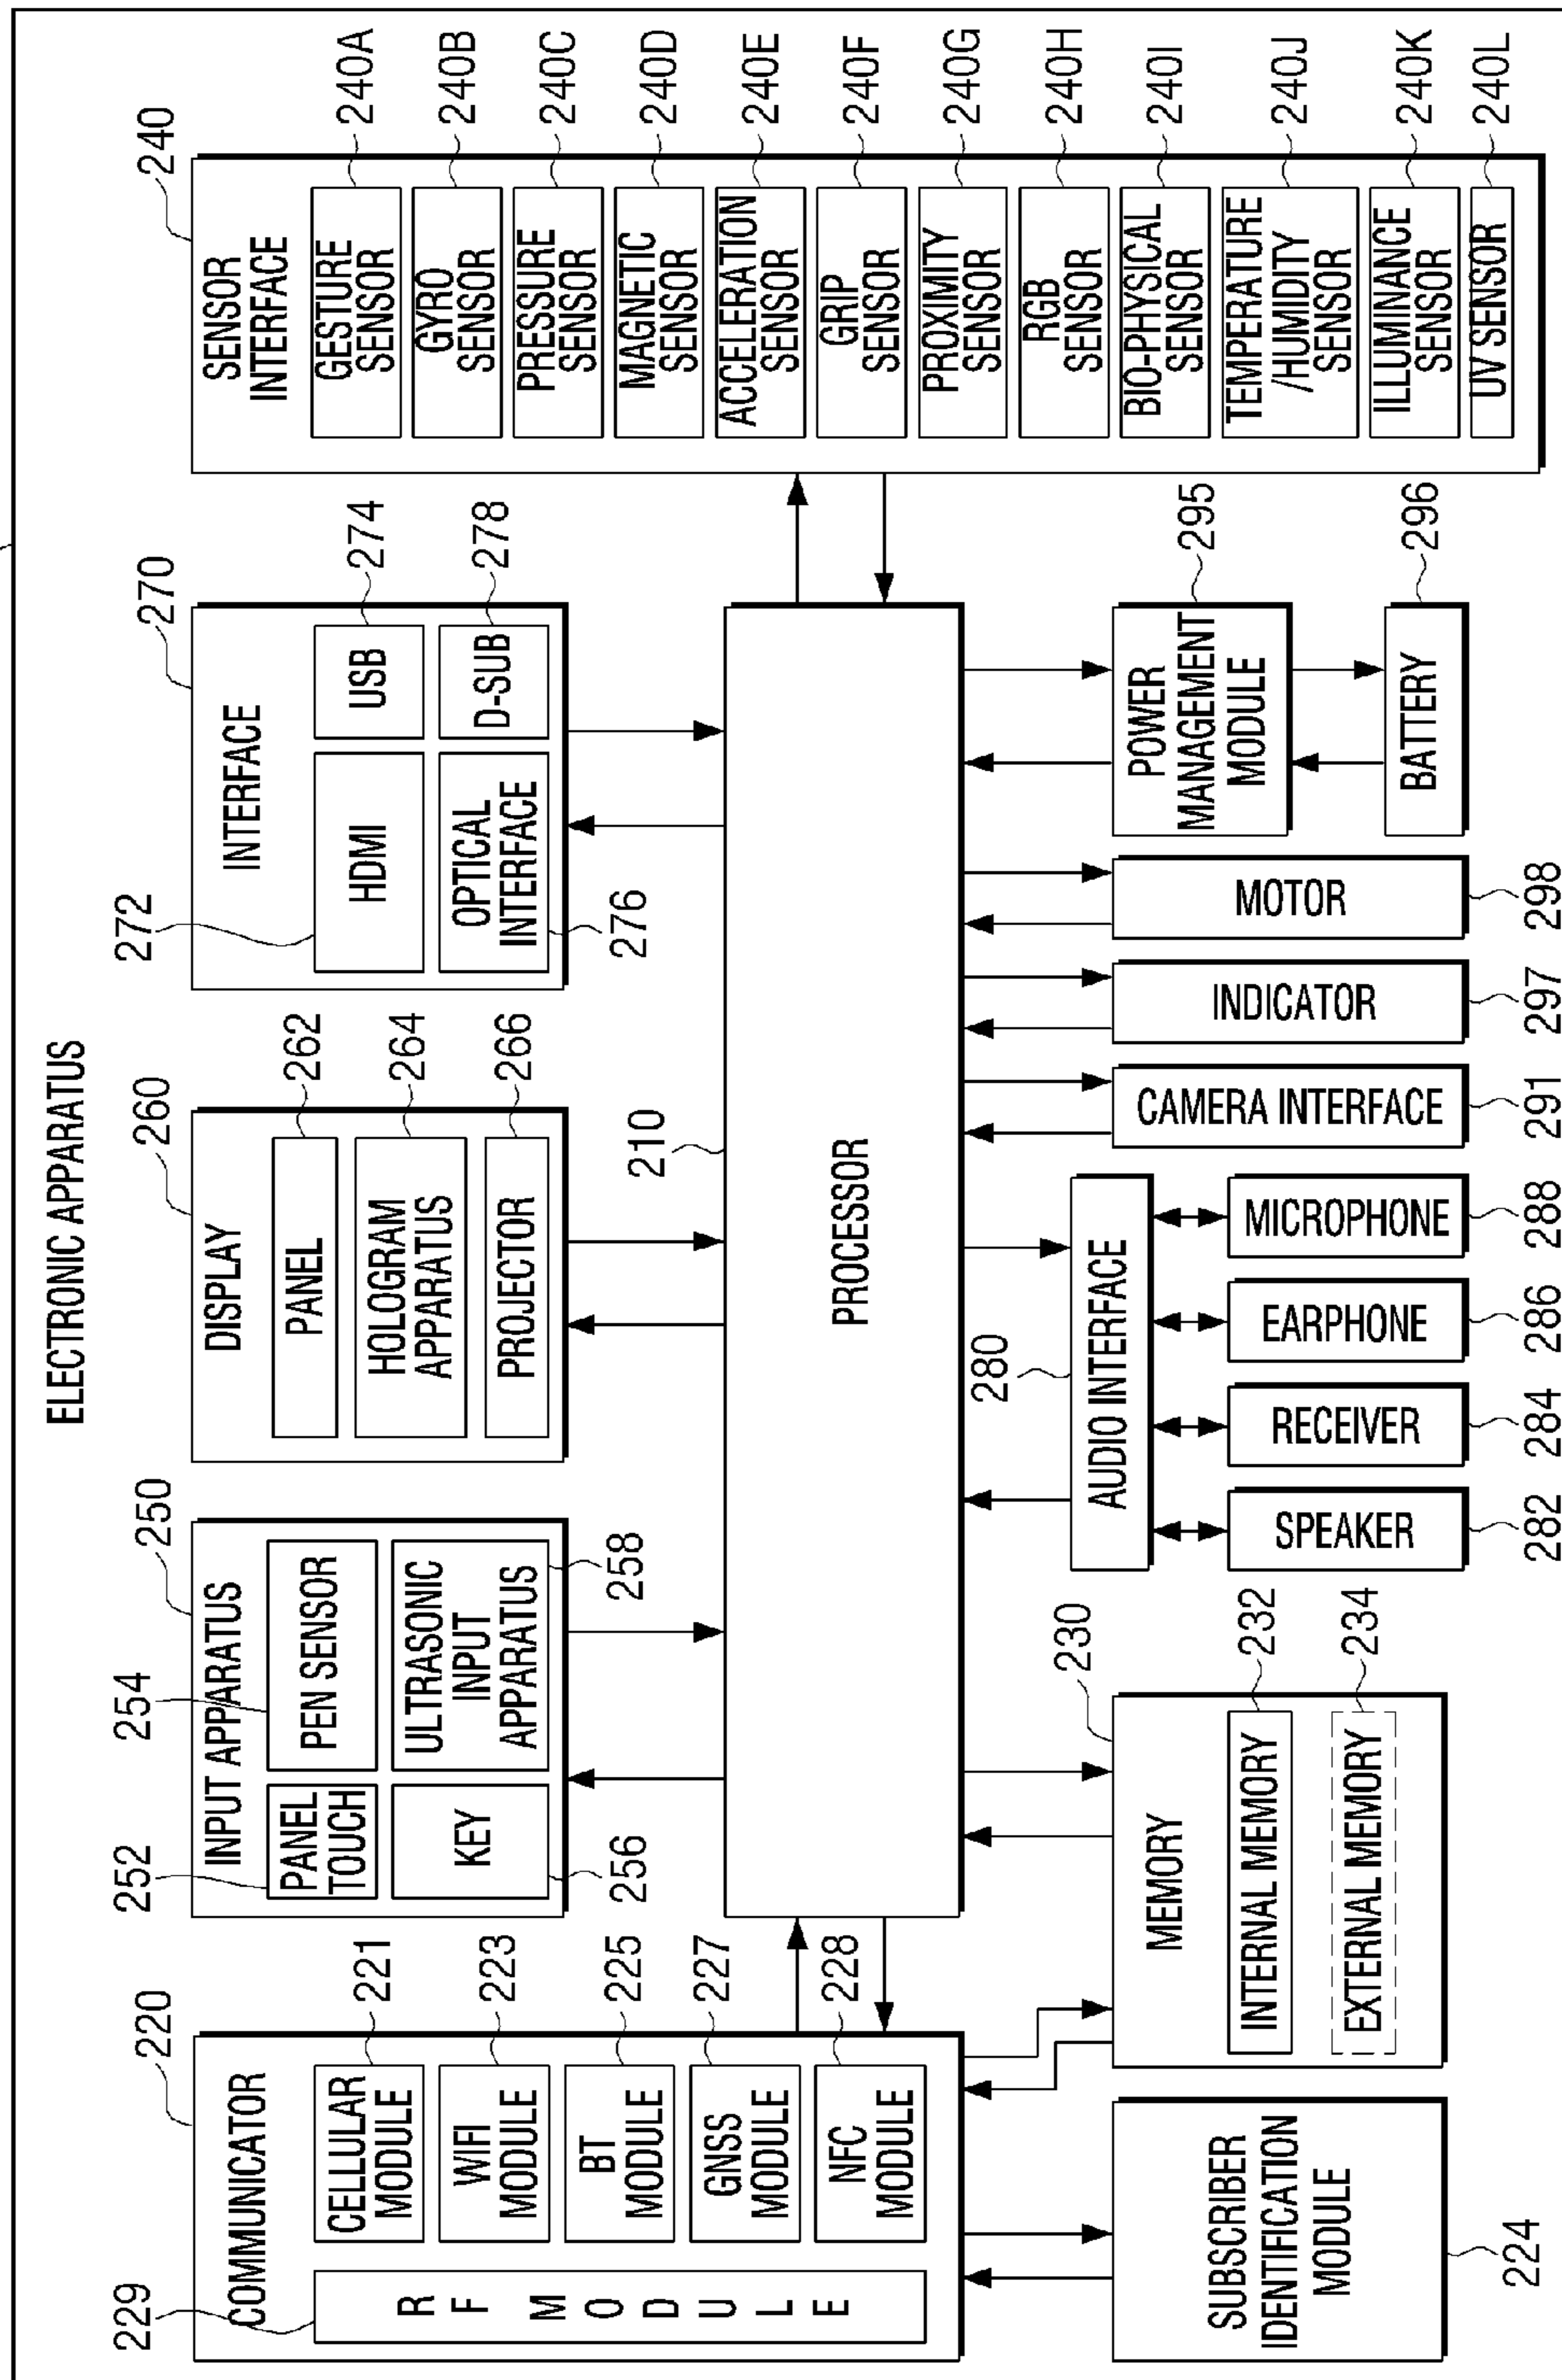 ELECTRONIC APPARATUS
220
COMMUNICATOR
229
RF MODULE
CELLULAR
MODULE
221
WIFI
MODULE
223
BT
MODULE
225
GNSS
MODULE
227
NFC
MODULE
228
250
INPUT APPARATUS
252
PANEL
TOUCH
254
PEN SENSOR
KEY
256
ULTRASONIC
INPUT
APPARATUS
258
260
DISPLAY
PANEL
262
HOLOGRAM
APPARATUS
264
PROJECTOR
266
270
INTERFACE
272
HDMI
USB
274
OPTICAL
INTERFACE
276
D-SUB
278
240
SENSOR
INTERFACE
GESTURE
SENSOR
240A
GYRO
SENSOR
240B
PRESSURE
SENSOR
240C
MAGNETIC
SENSOR
240D
ACCELERATION
SENSOR
240E
GRIP
SENSOR
240F
PROXIMITY
SENSOR
240G
RGB
SENSOR
240H
BIO-PHYSICAL
SENSOR
240I
TEMPERATURE
/HUMIDITY
SENSOR
240J
ILLUMINANCE
SENSOR
240K
UV SENSOR
240L
210
PROCESSOR
SUBSCRIBER
IDENTIFICATION
MODULE
224
230
MEMORY
INTERNAL MEMORY
232
EXTERNAL MEMORY
234
280
AUDIO INTERFACE
SPEAKER
282
RECEIVER
284
EARPHONE
286
MICROPHONE
288
CAMERA INTERFACE
291
INDICATOR
297
MOTOR
298
POWER
MANAGEMENT
MODULE
295
BATTERY
296